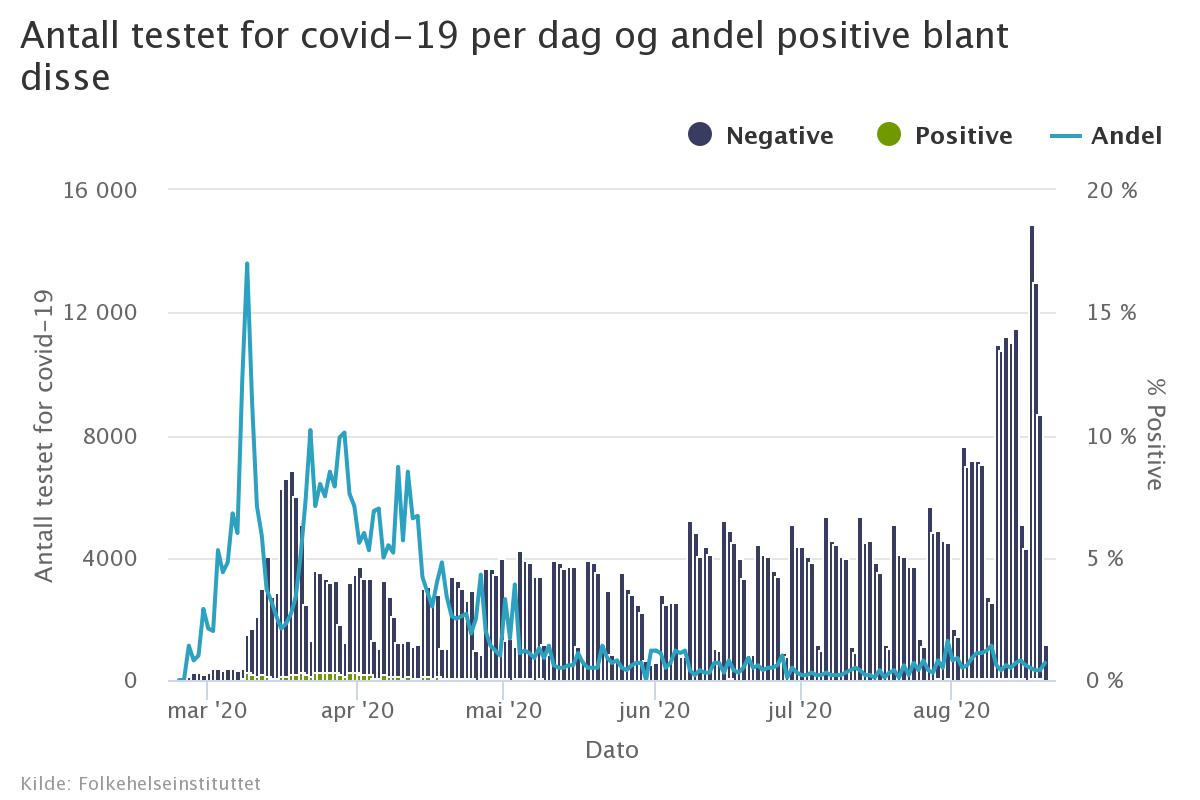 Antall testet for covid-19 per dag og andel positive blant
disse
Negative Positive Andel
16 000
12 000
8000
4000
0
Antall testet for covid-19
20 %
15 %
10 %
5 %
0 %
% Positive
mar '20 apr '20 mai '20 jun '20 jul '20 aug '20
Dato
Kilde: Folkehelseinstituttet